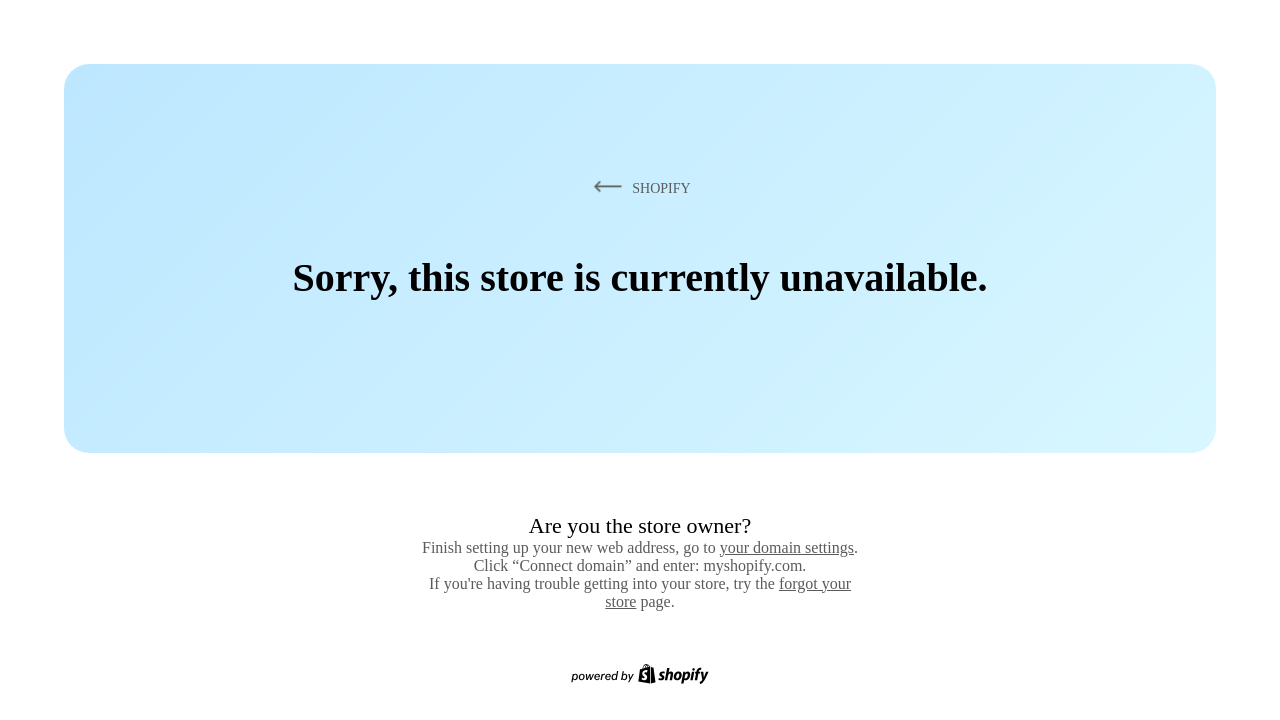 SHOPIFY
Sorry, this store is currently unavailable.
Are you the store owner?
Finish setting up your new web address, go to your domain settings.
Click “Connect domain” and enter: myshopify.com.
If you're having trouble getting into your store, try the forgot your
store page.
powered by shopify